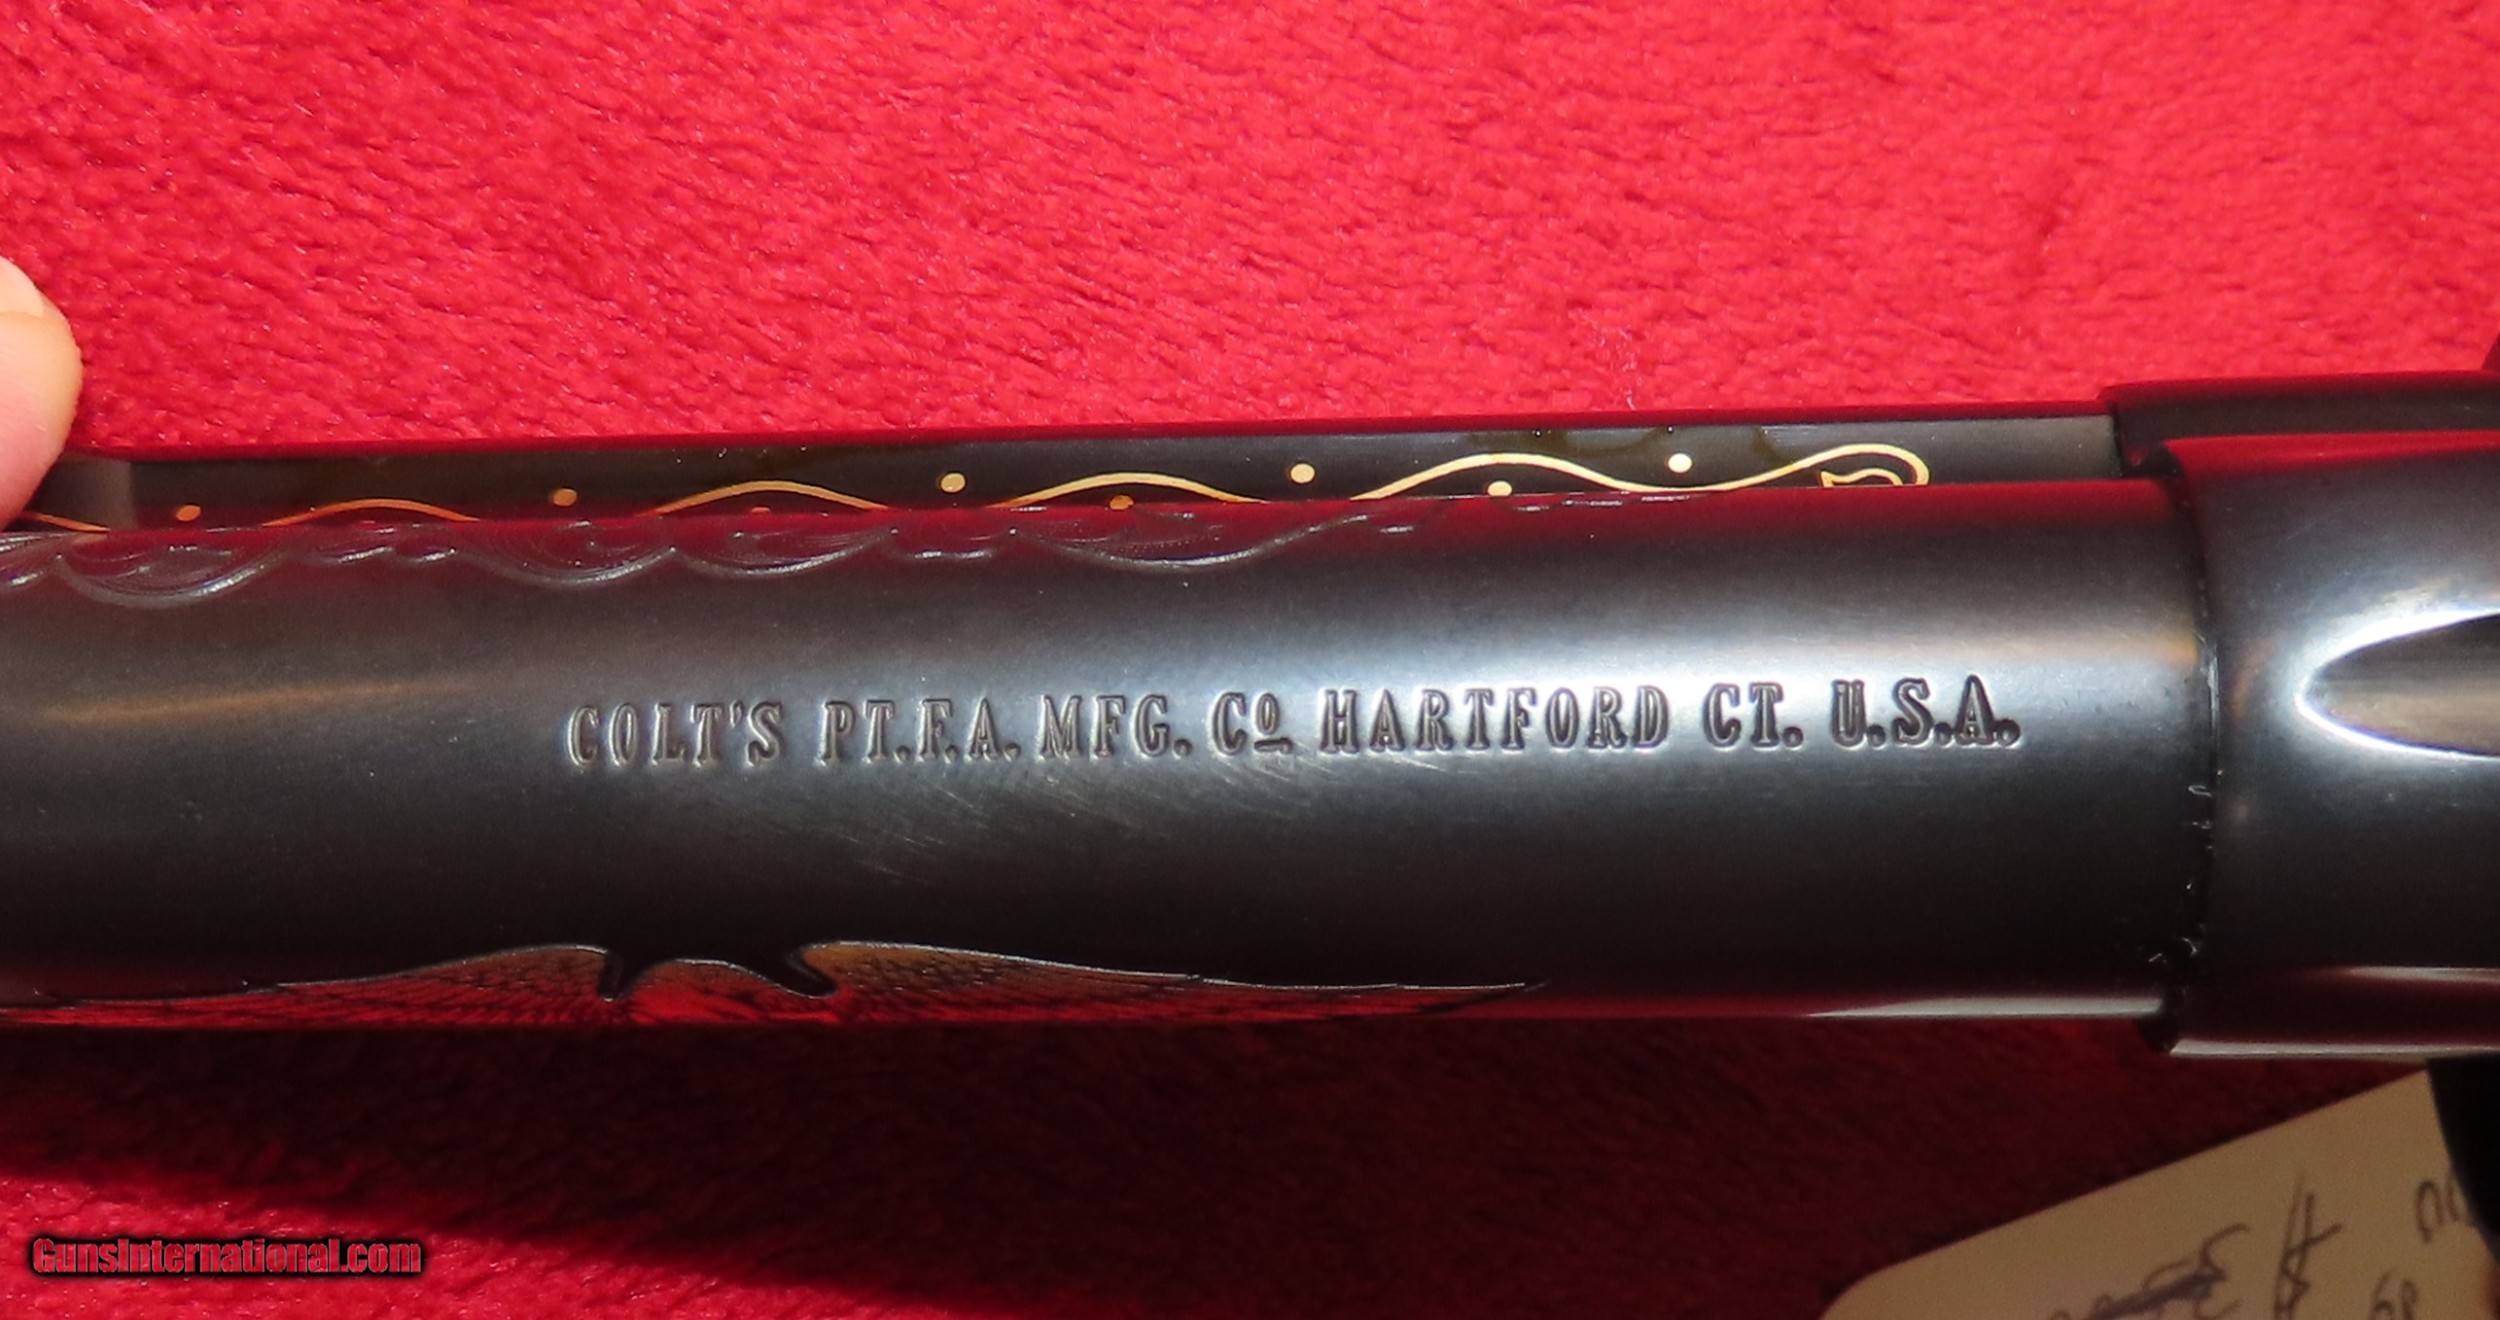 COLT'S PT.F.A. MFG. Cº HARTFORD CT. U.S.A.
GunsInternational.com